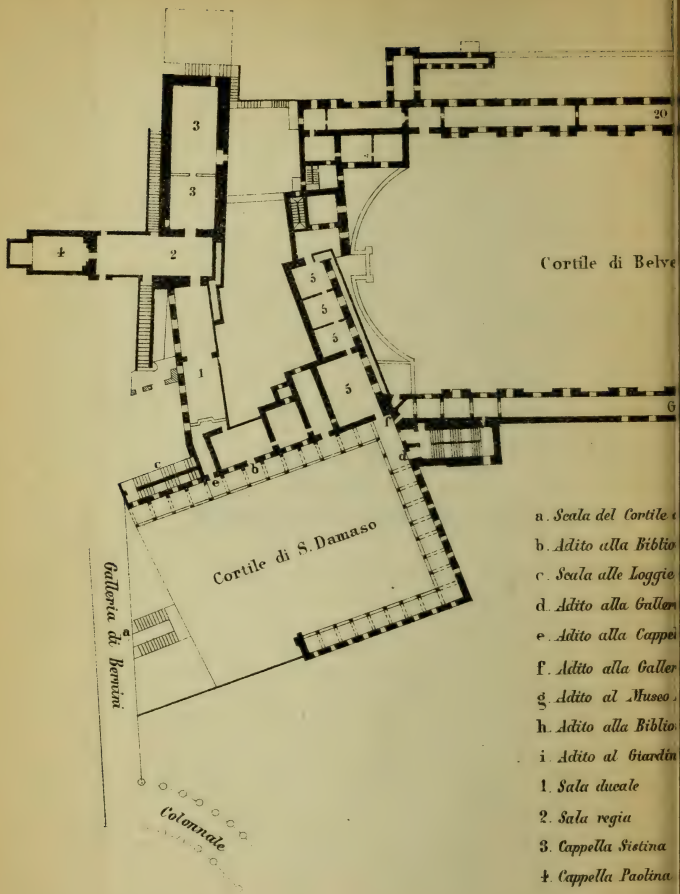 3
20
3
4
2
Cortile di Belve
5
5
5
1
5
G
f
d
c
b
e
Cortile di S. Damaso
Galleria di Bernini
a
Colonnale
a. Scala del Cortile
b. Adito alla Biblio
c. Scala alle Loggie
d. Adito alla Galler
e. Adito alla Cappel
f. Adito alla Galler
g. Adito al Museo
h. Adito alla Biblio
i. Adito al Giardin
1. Sala ducale
2. Sala regia
3. Cappella Sistina
4. Cappella Paolina